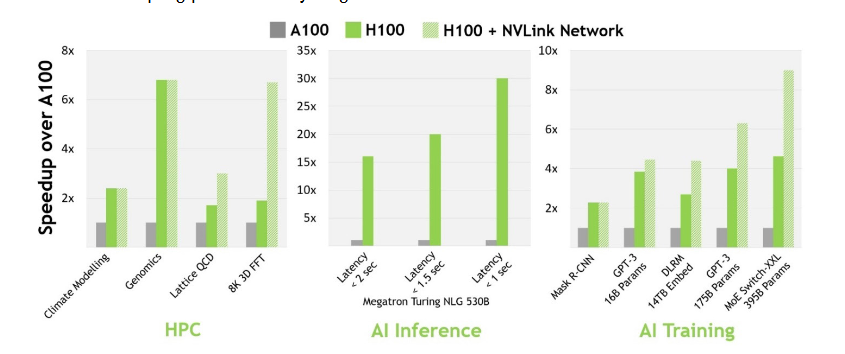 A100 H100 H100 + NVLink Network
Speedup over A100
8x
6x
4x
2x
Climate Modelling
Genomics
Lattice QCD
8K 3D FFT
HPC
35x
30x
25x
20x
15x
10x
5x
Latency
< 2 sec
Latency
< 1.5 sec
Latency
< 1 sec
Megatron Turing NLG 530B
AI Inference
10x
8x
6x
4x
2x
Mask R-CNN
GPT-3
16B Params
DLRM
14TB Embed
GPT-3
175B Params
MoE Switch-XXL
395B Params
AI Training